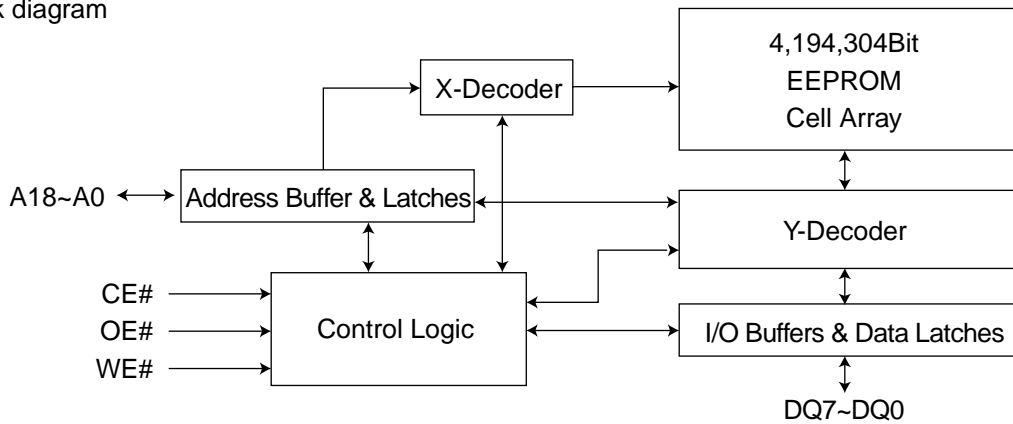 diagram
4,194,304Bit
EEPROM
Cell Array
X-Decoder
A18~A0
Address Buffer & Latches
Y-Decoder
CE#
OE#
WE#
Control Logic
I/O Buffers & Data Latches
DQ7~DQ0